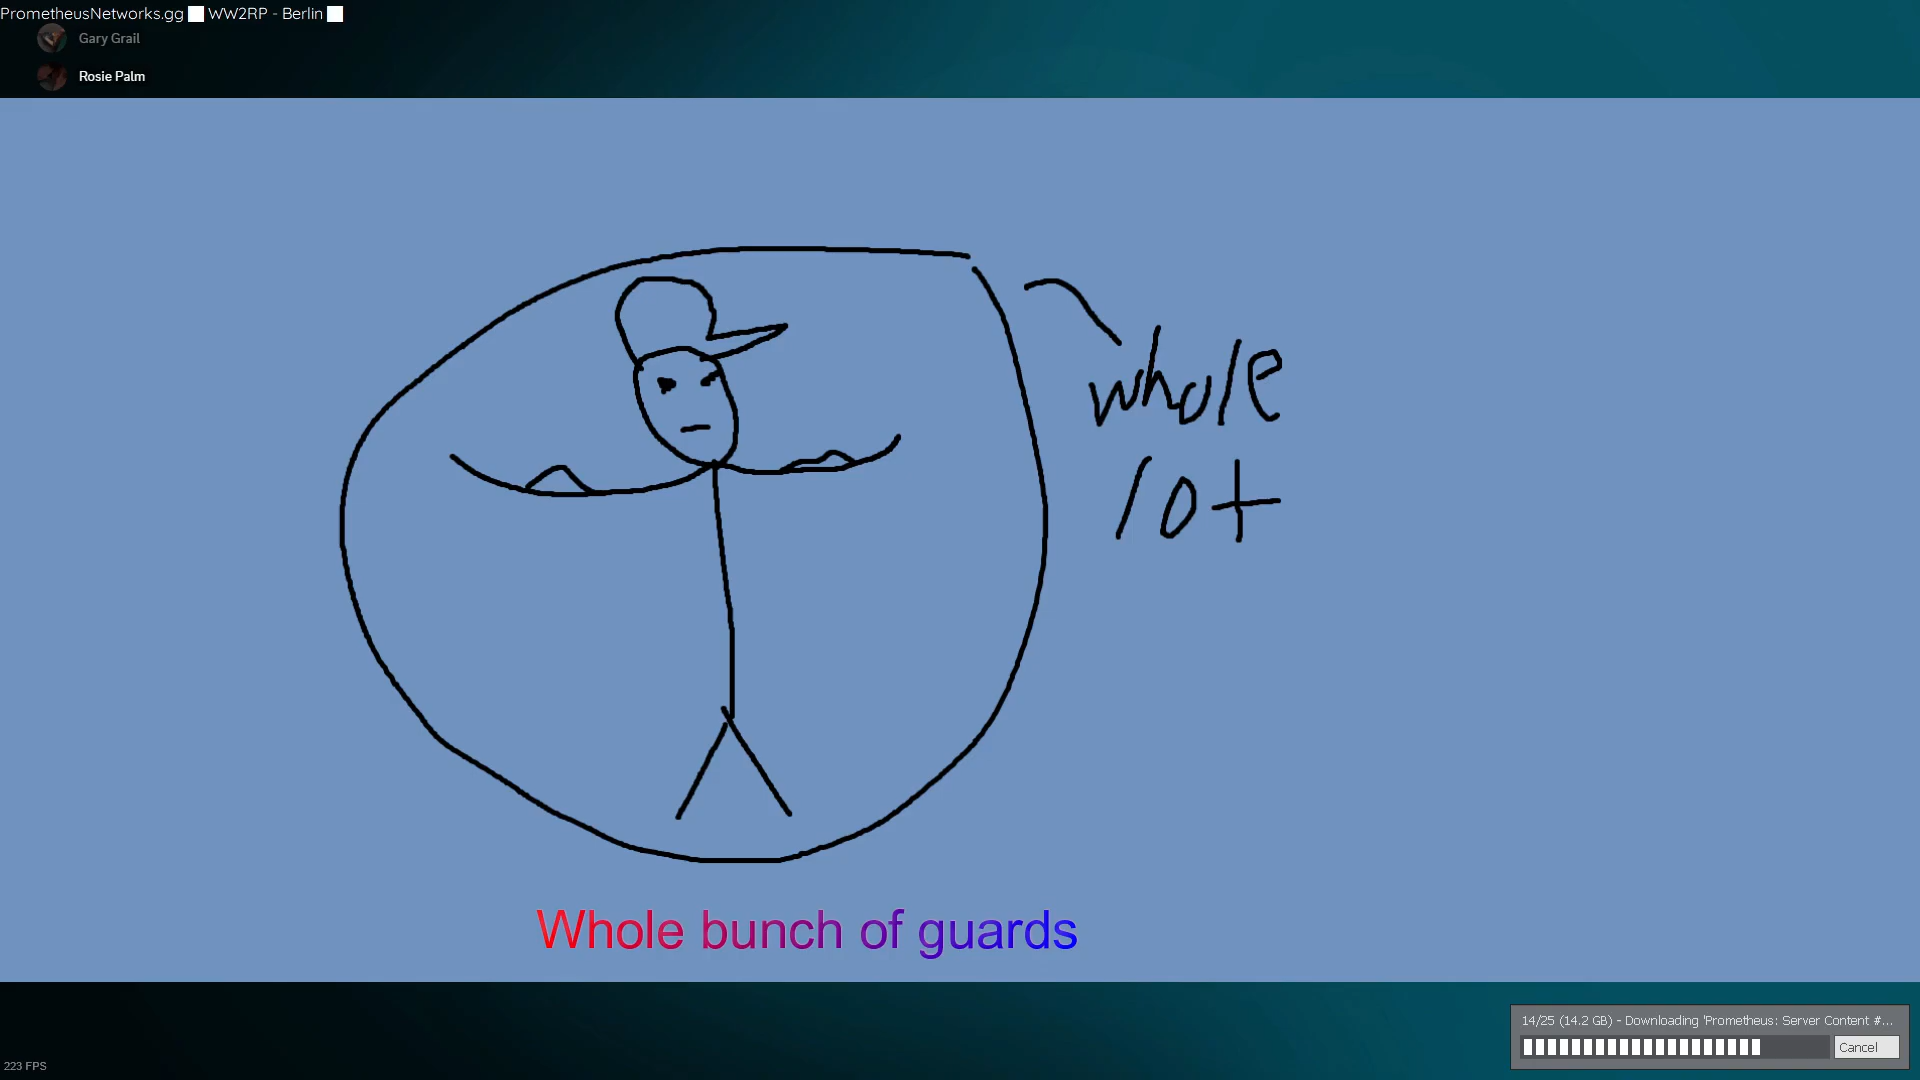 PrometheusNetworks.gg WW2RP - Berlin
Gary Grail
Rosie Palm
whole
lot
Whole bunch of guards
14/25 (14.2 GB) - Downloading 'Prometheus: Server Content #...
Cancel
223 FPS